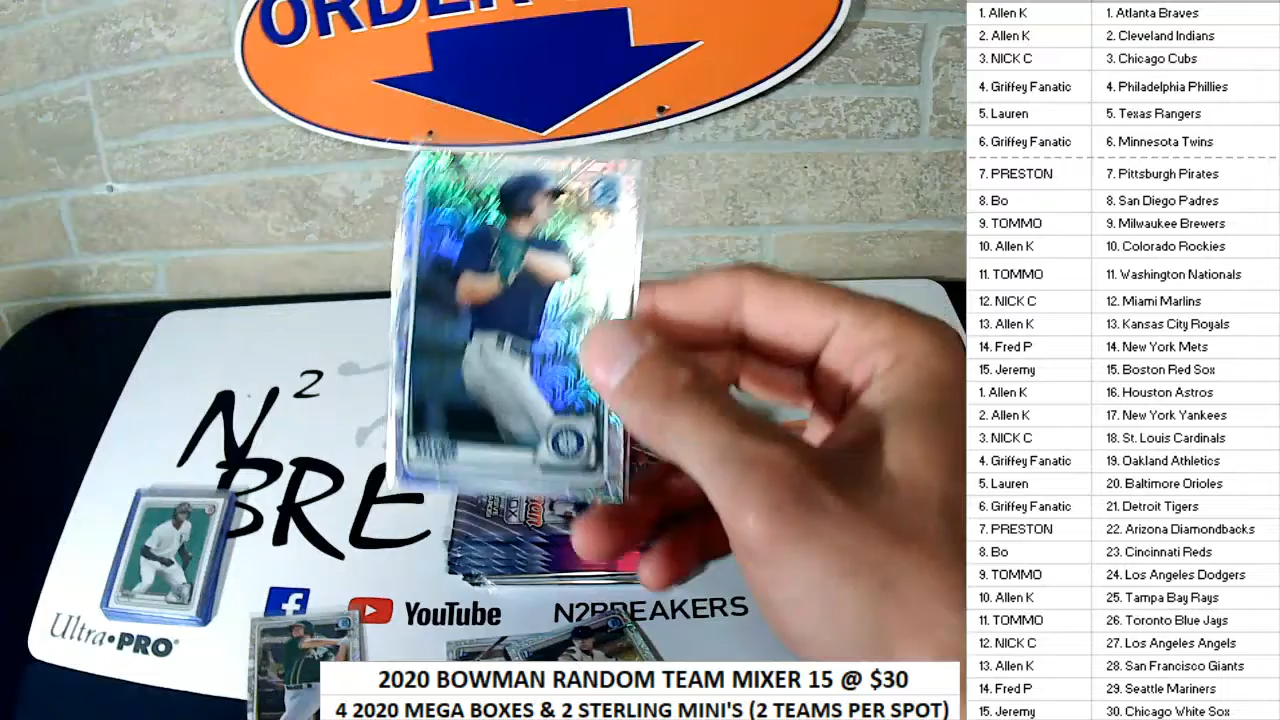 ORDER
N²
BRE
Ultra•PRO
f
YouTube
N2BREAKERS
2020 BOWMAN RANDOM TEAM MIXER 15 @ $30
4 2020 MEGA BOXES & 2 STERLING MINI'S (2 TEAMS PER SPOT)
1. Allen K 1. Atlanta Braves
2. Allen K 2. Cleveland Indians
3. NICK C 3. Chicago Cubs
4. Griffey Fanatic 4. Philadelphia Phillies
5. Lauren 5. Texas Rangers
6. Griffey Fanatic 6. Minnesota Twins
7. PRESTON 7. Pittsburgh Pirates
8. Bo 8. San Diego Padres
9. TOMMO 9. Milwaukee Brewers
10. Allen K 10. Colorado Rockies
11. TOMMO 11. Washington Nationals
12. NICK C 12. Miami Marlins
13. Allen K 13. Kansas City Royals
14. Fred P 14. New York Mets
15. Jeremy 15. Boston Red Sox
1. Allen K 16. Houston Astros
2. Allen K 17. New York Yankees
3. NICK C 18. St. Louis Cardinals
4. Griffey Fanatic 19. Oakland Athletics
5. Lauren 20. Baltimore Orioles
6. Griffey Fanatic 21. Detroit Tigers
7. PRESTON 22. Arizona Diamondbacks
8. Bo 23. Cincinnati Reds
9. TOMMO 24. Los Angeles Dodgers
10. Allen K 25. Tampa Bay Rays
11. TOMMO 26. Toronto Blue Jays
12. NICK C 27. Los Angeles Angels
13. Allen K 28. San Francisco Giants
14. Fred P 29. Seattle Mariners
15. Jeremy 30. Chicago White Sox